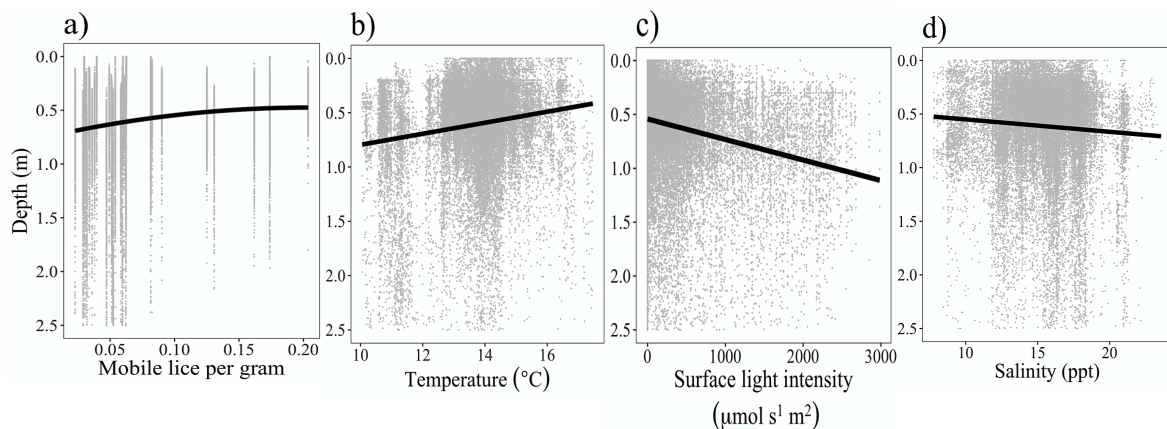 a)
b)
c)
d)
Depth (m)
0.0
0.5
1.0
1.5
2.0
2.5
0.05 0.10 0.15 0.20
Mobile lice per gram
0.0
0.5
1.0
1.5
2.0
2.5
10 12 14 16
Temperature (°C)
0.0
0.5
1.0
1.5
2.0
2.5
0 1000 2000 3000
Surface light intensity
(μmol s¹ m²)
0.0
0.5
1.0
1.5
2.0
2.5
10 15 20
Salinity (ppt)